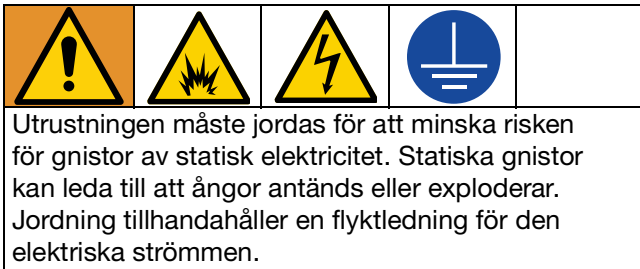 Utrustningen måste jordas för att minska risken
för gnistor av statisk elektricitet. Statiska gnistor
kan leda till att ångor antänds eller exploderar.
Jordning tillhandahåller en flyktledning för den
elektriska strömmen.